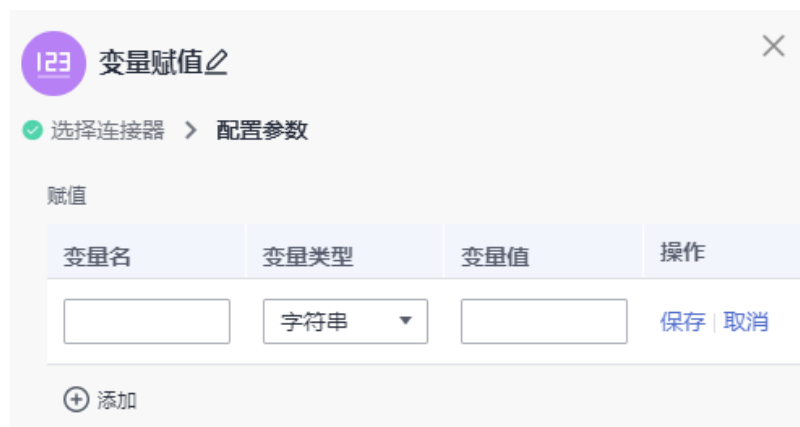 123 变量赋值
选择连接器 > 配置参数
赋值
变量名 变量类型 变量值 操作
字符串 保存 | 取消
添加